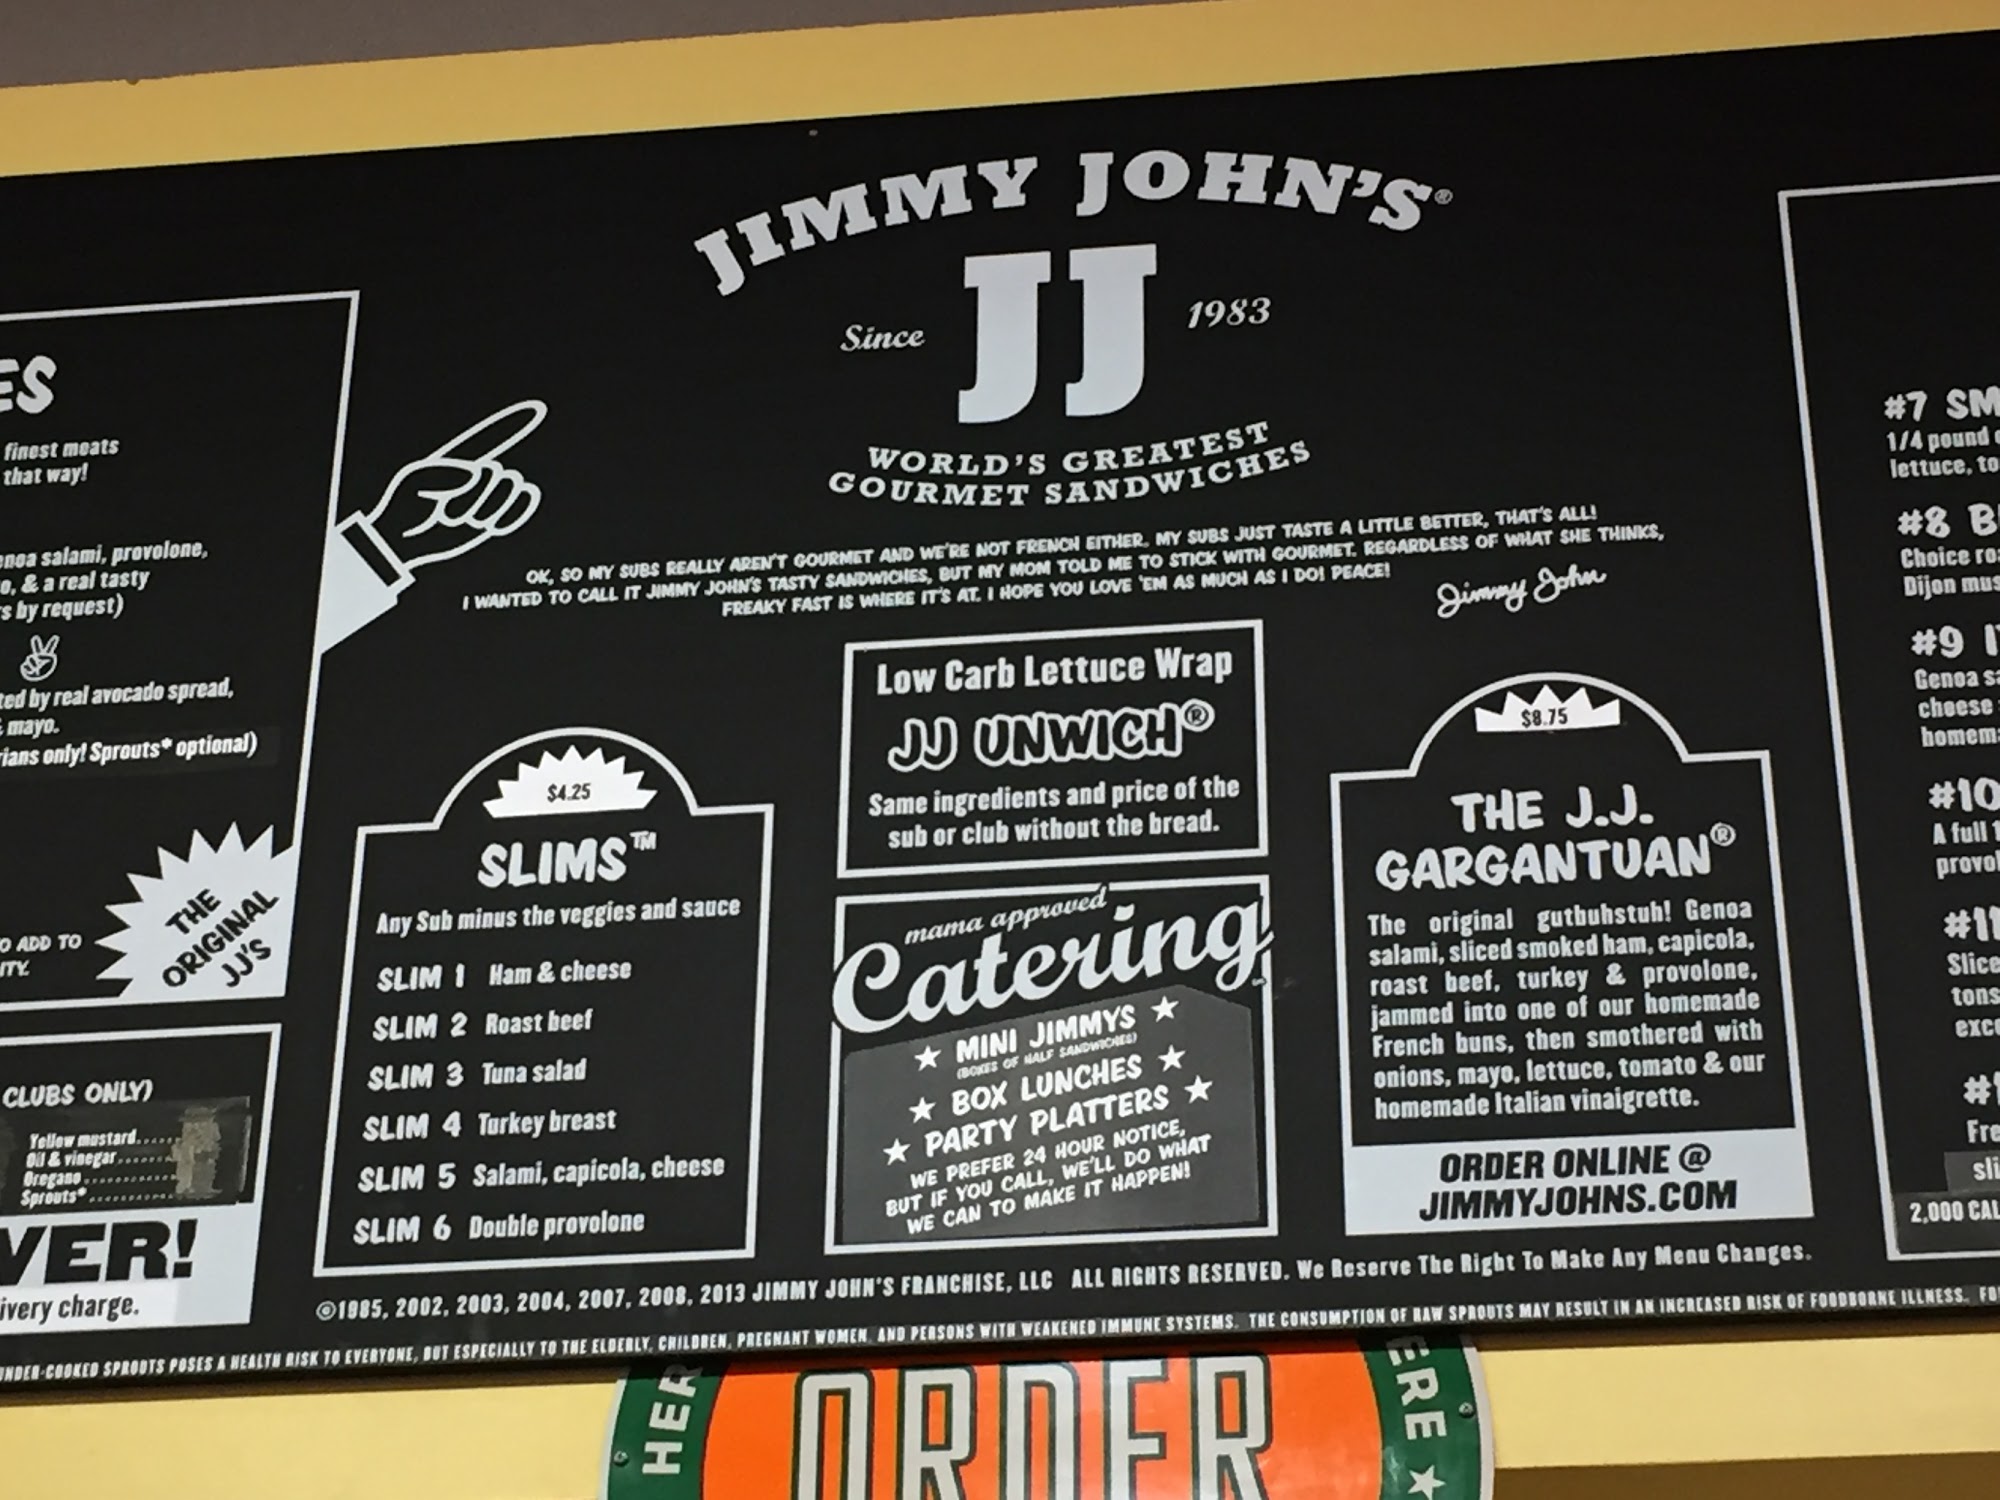 JIMMY JOHN'S®
Since JJ 1983
WORLD'S GREATEST
GOURMET SANDWICHES
OK, SO MY SUBS REALLY AREN'T GOURMET AND WE'RE NOT FRENCH EITHER. MY SUBS JUST TASTE A LITTLE BETTER, THAT'S ALL!
I WANTED TO CALL IT JIMMY JOHN'S TASTY SANDWICHES, BUT MY MOM TOLD ME TO STICK WITH GOURMET. REGARDLESS OF WHAT SHE THINKS,
FREAKY FAST IS WHERE IT'S AT. I HOPE YOU LOVE 'EM AS MUCH AS I DO! PEACE!
Jimmy John
ES
finest meats
that way!
enoa salami, provolone,
o, & a real tasty
s by request)
ted by real avocado spread,
& mayo.
rians only! Sprouts* optional)
THE
ORIGINAL
JJ'S
O ADD TO
ITY.
CLUBS ONLY)
Yellow mustard......
Oil & vinegar........
Oregano............
Sprouts*............
VER!
ivery charge.
$4.25
SLIMS™
Any Sub minus the veggies and sauce
SLIM 1 Ham & cheese
SLIM 2 Roast beef
SLIM 3 Tuna salad
SLIM 4 Turkey breast
SLIM 5 Salami, capicola, cheese
SLIM 6 Double provolone
Low Carb Lettuce Wrap
JJ UNWICH®
Same ingredients and price of the
sub or club without the bread.
mama approved
Catering
★ MINI JIMMYS ★
(BOXES OF HALF SANDWICHES)
★ BOX LUNCHES ★
★ PARTY PLATTERS ★
WE PREFER 24 HOUR NOTICE,
BUT IF YOU CALL, WE'LL DO WHAT
WE CAN TO MAKE IT HAPPEN!
$8.75
THE J.J.
GARGANTUAN®
The original gutbuhstuh! Genoa
salami, sliced smoked ham, capicola,
roast beef, turkey & provolone,
jammed into one of our homemade
French buns, then smothered with
onions, mayo, lettuce, tomato & our
homemade Italian vinaigrette.
ORDER ONLINE @
JIMMYJOHNS.COM
#7 SM
1/4 pound
lettuce, to
#8 B
Choice ro
Dijon mus
#9 I
Genoa sa
cheese
homem
#10
A full 1
provol
#11
Slice
tons
exce
#1
Fre
sli
2,000 CAL
©1985, 2002, 2003, 2004, 2007, 2008, 2013 JIMMY JOHN'S FRANCHISE, LLC ALL RIGHTS RESERVED. We Reserve The Right To Make Any Menu Changes.
UNDER-COOKED SPROUTS POSES A HEALTH RISK TO EVERYONE, BUT ESPECIALLY TO THE ELDERLY, CHILDREN, PREGNANT WOMEN, AND PERSONS WITH WEAKENED IMMUNE SYSTEMS. THE CONSUMPTION OF RAW SPROUTS MAY RESULT IN AN INCREASED RISK OF FOODBORNE ILLNESS. FO
HER ORDER ERE ★